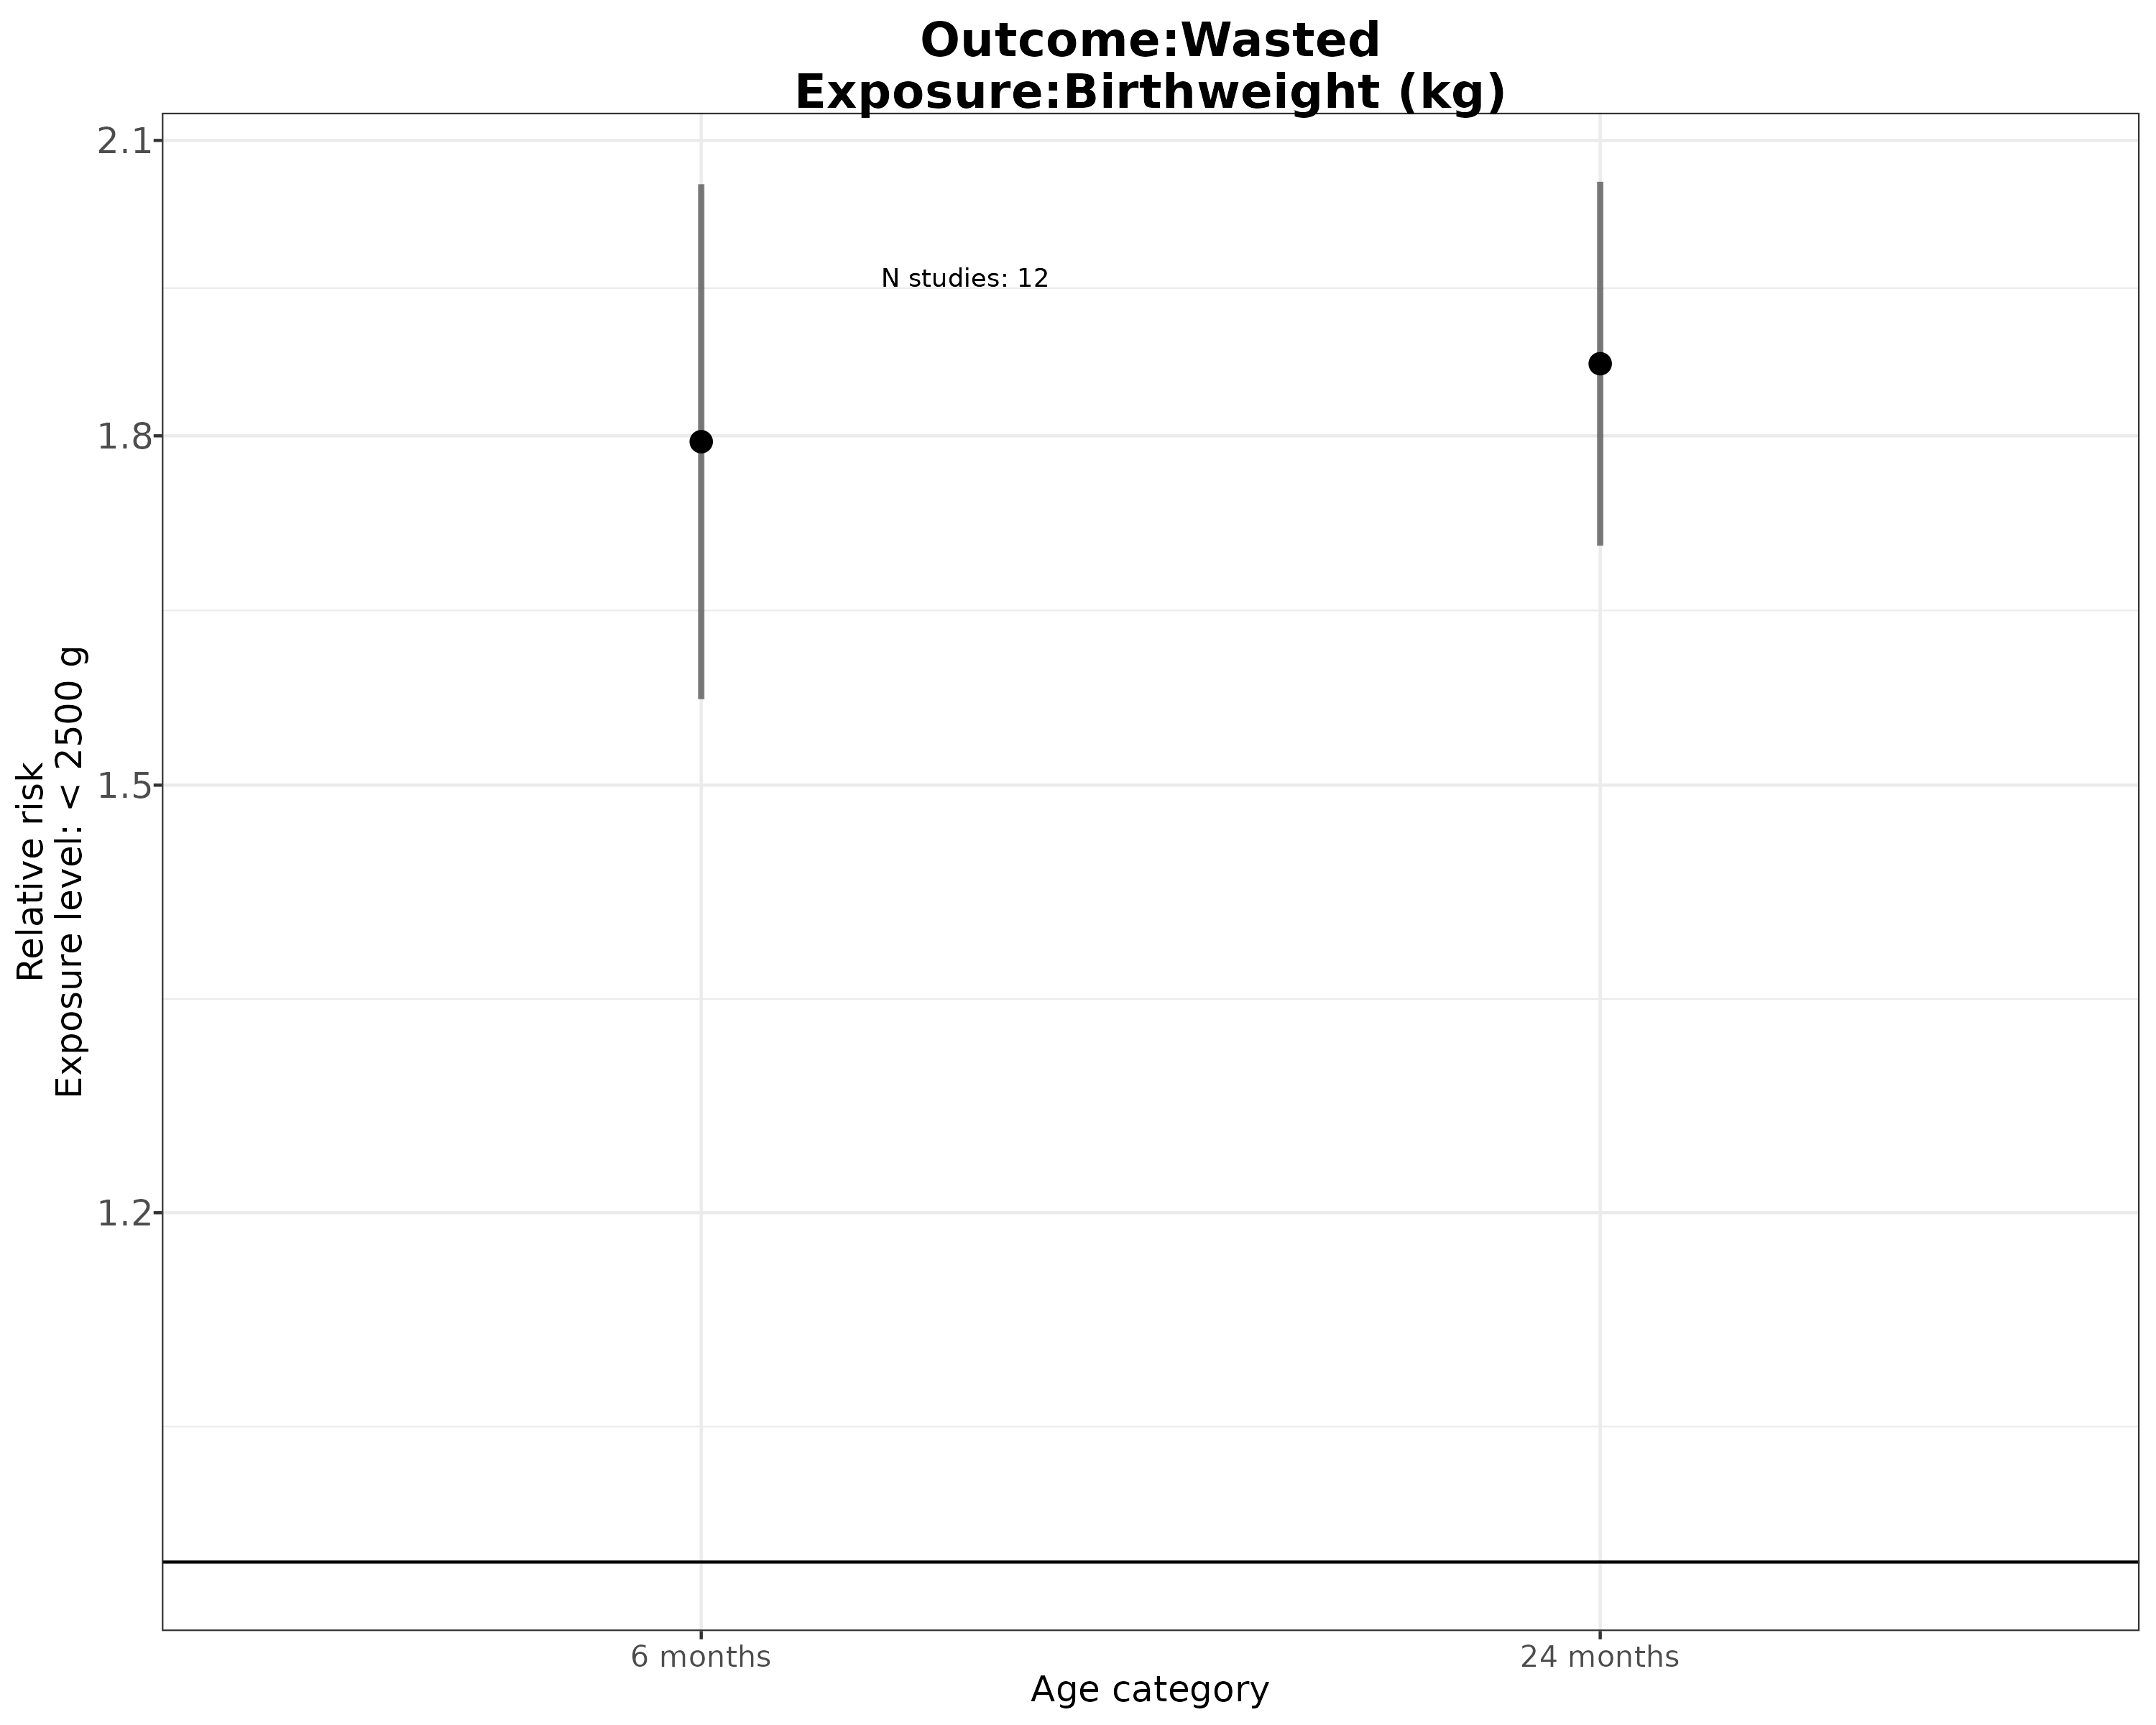 Outcome:Wasted
Exposure:Birthweight (kg)
Relative risk
Exposure level: < 2500 g
2.1
1.8
1.5
1.2
N studies: 12
6 months
24 months
Age category